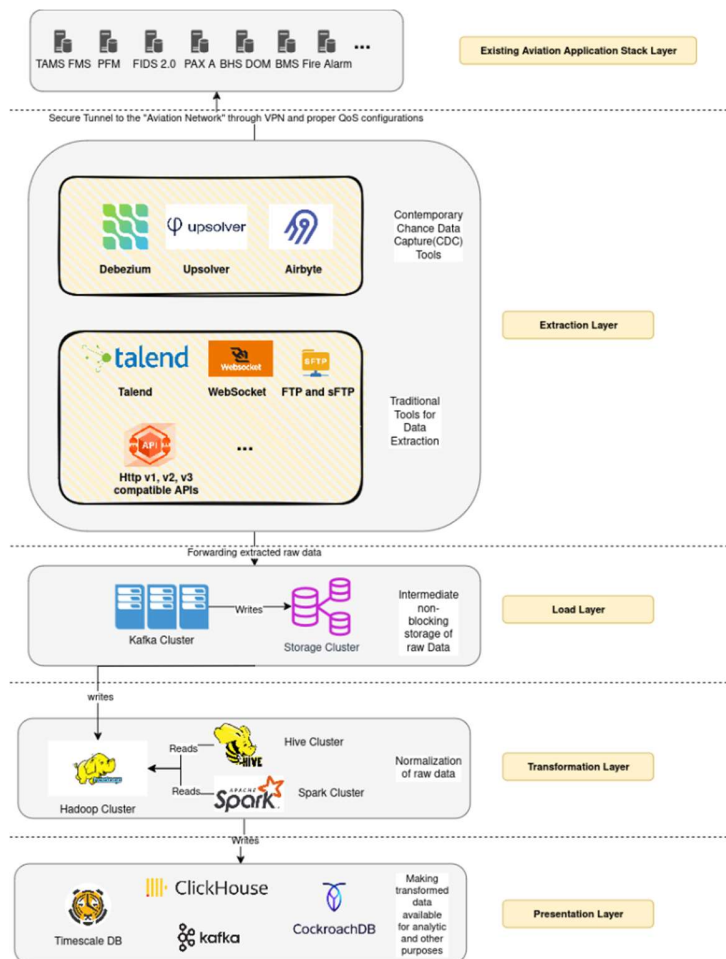 TAMS FMS PFM FIDS 2.0 PAX A BHS DOM BMS Fire Alarm ...
Existing Aviation Application Stack Layer
Secure Tunnel to the "Aviation Network" through VPN and proper QoS configurations
upsolver
Debezium Upsolver Airbyte
Contemporary
Chance Data
Capture(CDC)
Tools
Extraction Layer
talend
Websocket
SFTP
Talend WebSocket FTP and sFTP
API
...
Http v1, v2, v3
compatible APIs
Traditional
Tools for
Data
Extraction
Forwarding extracted raw data
Writes
Kafka Cluster
Storage Cluster
Intermediate
non-
blocking
storage of
raw Data
Load Layer
writes
hadoop
Hadoop Cluster
Reads
HIVE
Hive Cluster
Reads
APACHE
Spark
Spark Cluster
Normalization
of raw data
Transformation Layer
Writes
Timescale DB
ClickHouse
kafka
CockroachDB
Making
transformed
data
available
for analytic
and other
purposes
Presentation Layer